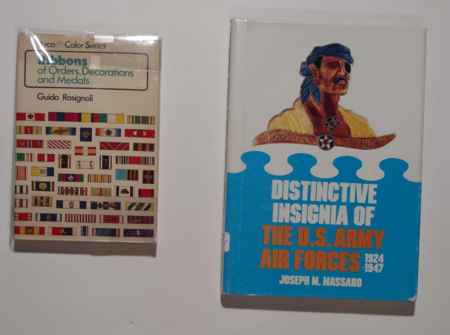 Color Series
Ribbons
of Orders, Decorations
and Medals
Guido Rosignoli
DISTINCTIVE
INSIGNIA OF
THE U.S. ARMY
AIR FORCES 1924
1947
JOSEPH M. MASSARO